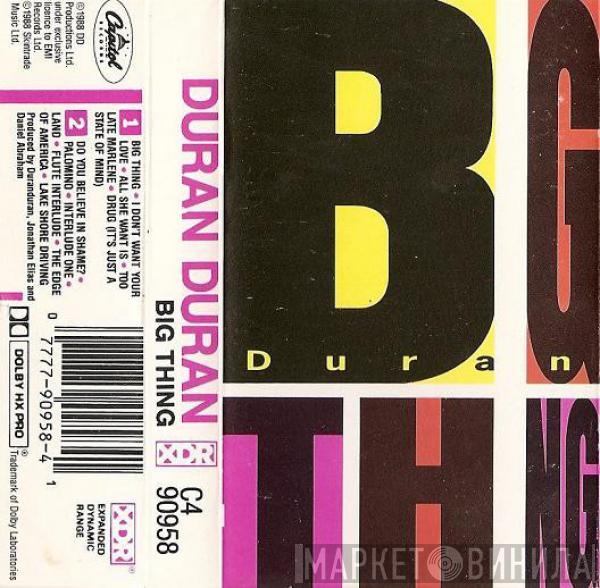 Capitol
RECORDS
®
℗1988 DD
Productions Ltd.
under exclusive
licence to EMI
Records Ltd.
©1988 Skintrade
Music Ltd.
1 BIG THING • I DON'T WANT YOUR
LOVE • ALL SHE WANT IS • TOO
LATE MARLENE • DRUG (IT'S JUST A
STATE OF MIND)
2 DO YOU BELIEVE IN SHAME? •
PALOMINO • INTERLUDE ONE •
LAND • FLUTE INTERLUDE • THE EDGE
OF AMERICA • LAKE SHORE DRIVING
Produced by Duranduran, Jonathan Elias and
Daniel Abraham
0 7777-90958-4 1
DOLBY HX PRO®
Trademark of Dolby Laboratories
XDR®
EXPANDED
DYNAMIC
RANGE
DURAN DURAN
BIG THING
XDR
C4
90958
B G
Duran
TH NG
МАРКЕТ ВИНИЛА